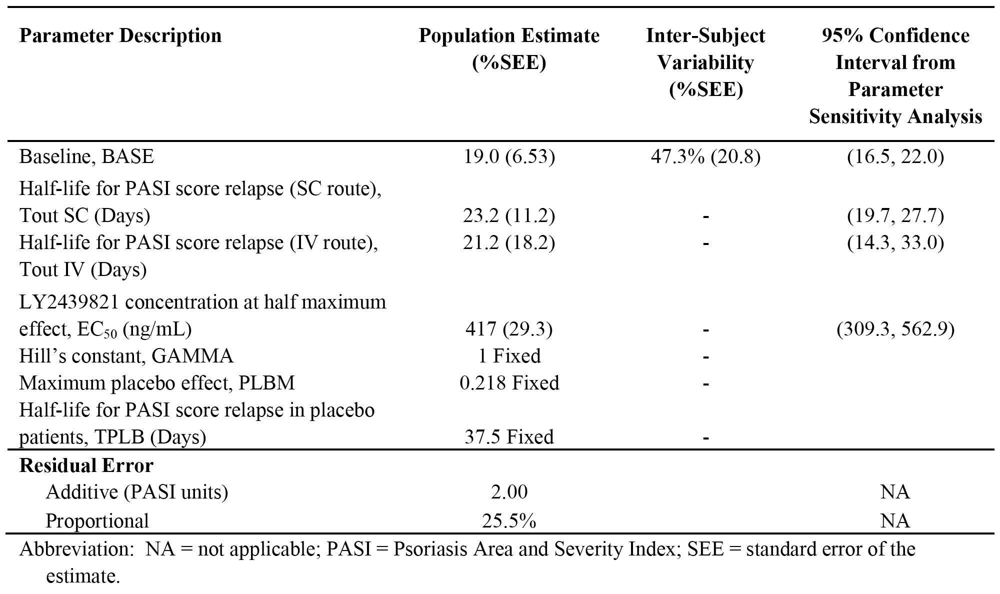 Parameter Description Population Estimate Inter-Subject 95% Confidence
(%SEE) Variability Interval from
(%SEE) Parameter
Sensitivity Analysis
Baseline, BASE 19.0 (6.53) 47.3% (20.8) (16.5, 22.0)
Half-life for PASI score relapse (SC route),
Tout SC (Days) 23.2 (11.2) - (19.7, 27.7)
Half-life for PASI score relapse (IV route), 21.2 (18.2) - (14.3, 33.0)
Tout IV (Days)
LY2439821 concentration at half maximum
effect, EC50 (ng/mL) 417 (29.3) - (309.3, 562.9)
Hill’s constant, GAMMA 1 Fixed -
Maximum placebo effect, PLBM 0.218 Fixed -
Half-life for PASI score relapse in placebo
patients, TPLB (Days) 37.5 Fixed -
Residual Error
Additive (PASI units) 2.00 NA
Proportional 25.5% NA
Abbreviation: NA = not applicable; PASI = Psoriasis Area and Severity Index; SEE = standard error of the
estimate.